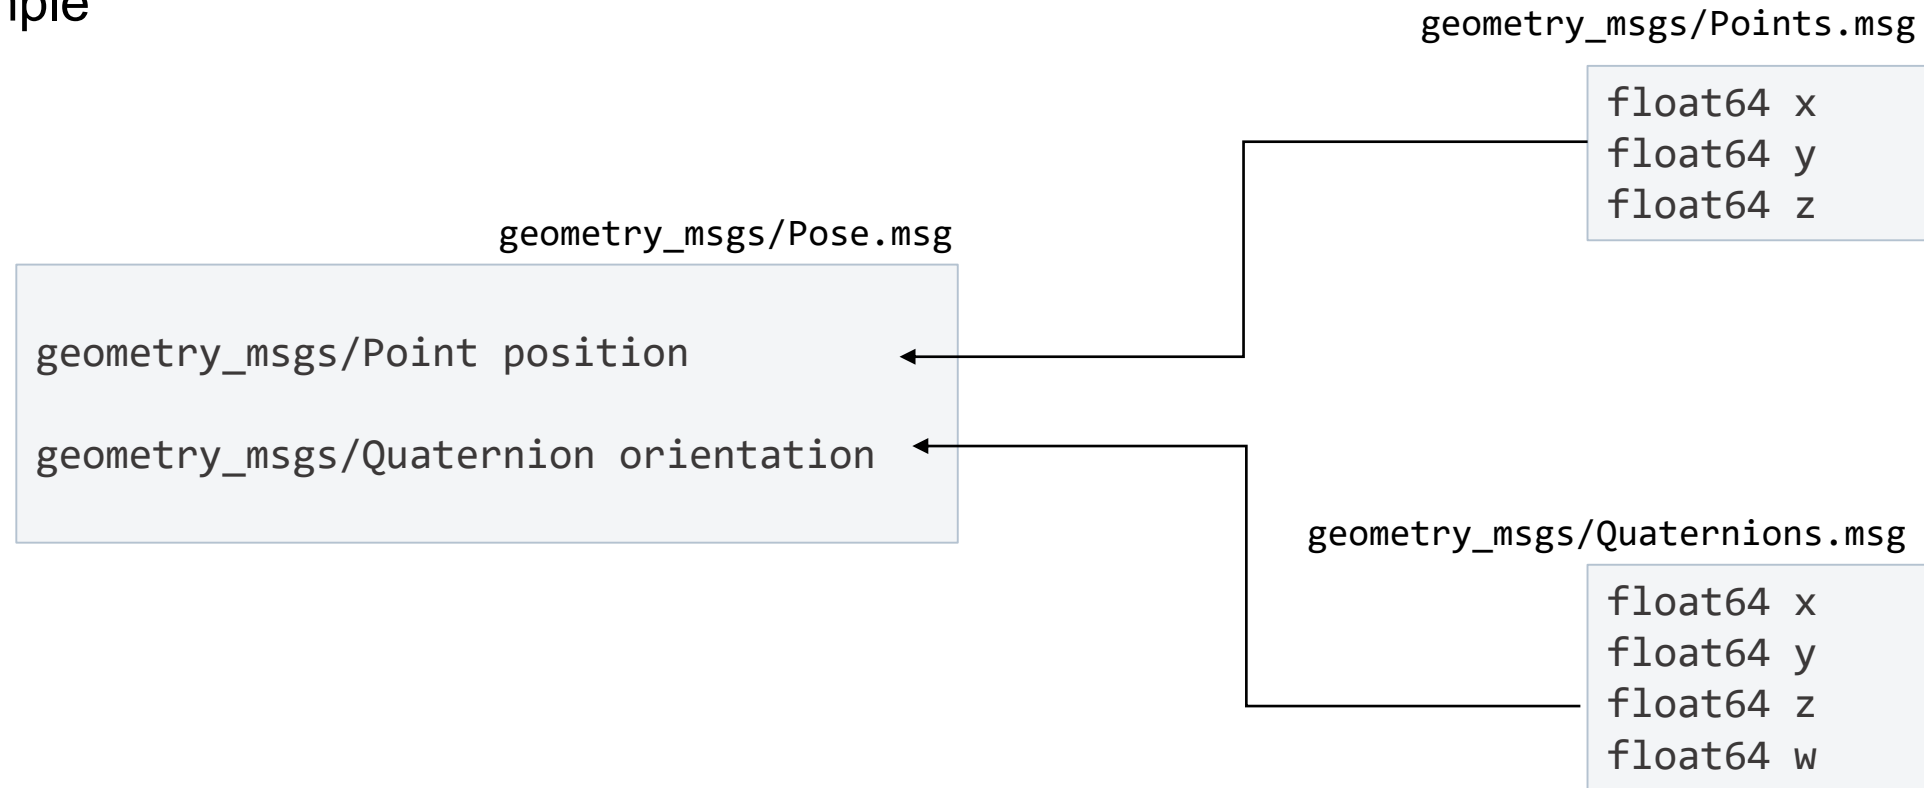 geometry_msgs/Points.msg
float64 x
float64 y
float64 z
geometry_msgs/Pose.msg
geometry_msgs/Point position
geometry_msgs/Quaternion orientation
geometry_msgs/Quaternions.msg
float64 x
float64 y
float64 z
float64 w